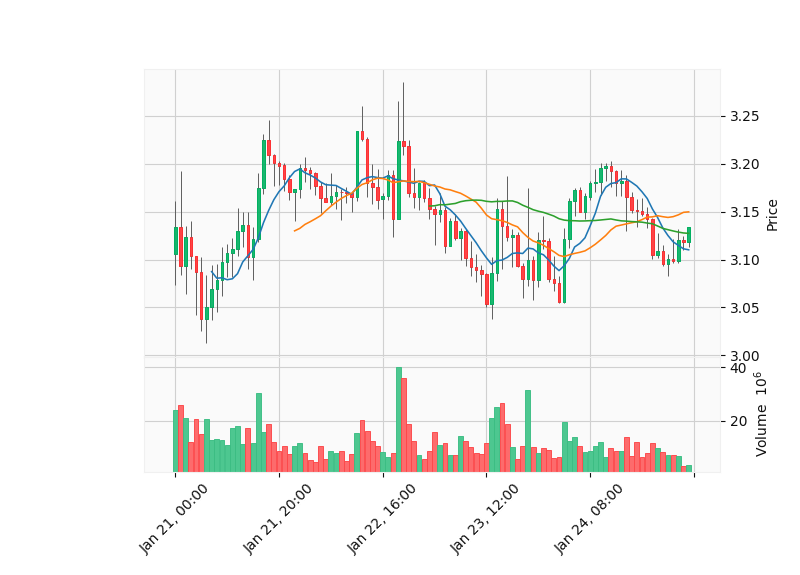 3.25
3.20
3.15
3.10
3.05
3.00
Price
40
20
Volume 10⁶
Jan 21, 00:00
Jan 21, 20:00
Jan 22, 16:00
Jan 23, 12:00
Jan 24, 08:00